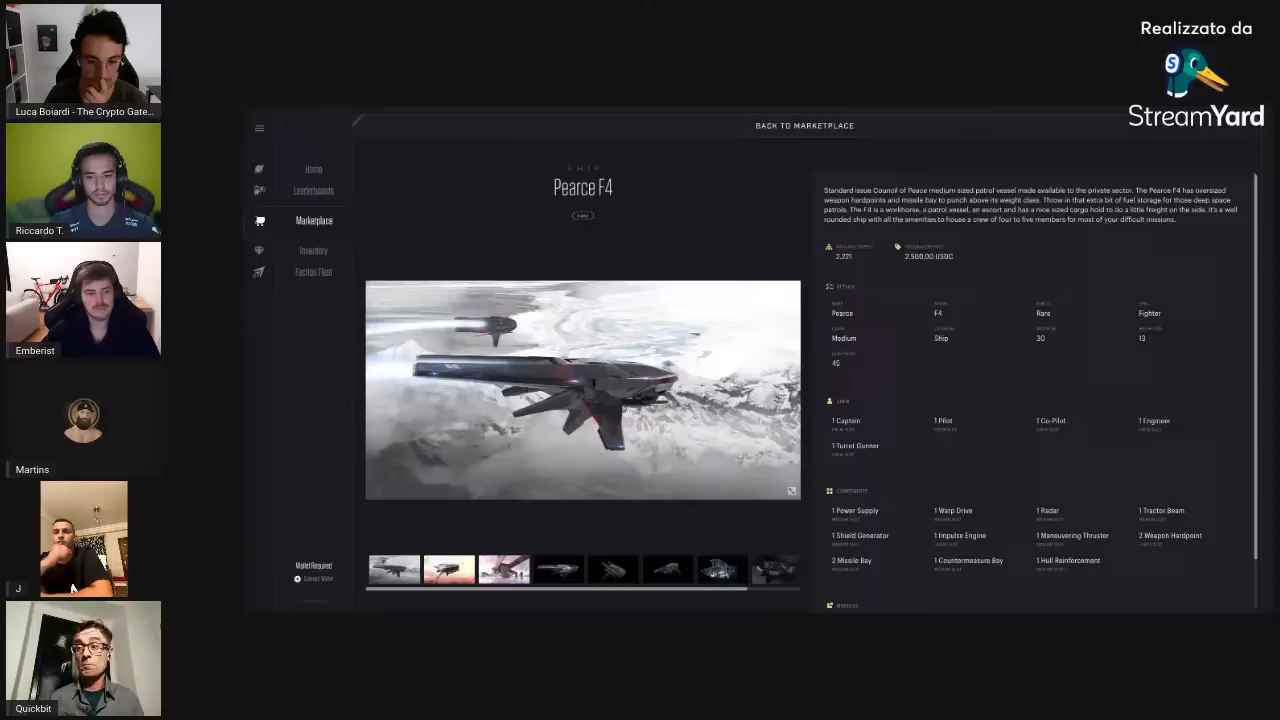 Realizzato da
StreamYard
Luca Boiardi - The Crypto Gate...
Riccardo T.
Emberist
Martins
J
Quickbit
Home
Leaderboards
Marketplace
Inventory
Faction Fleet
Wallet Required
Connect Wallet
BACK TO MARKETPLACE
SHIP
Pearce F4
RARE
Standard issue Council of Peace medium sized patrol vessel made available to the private sector. The Pearce F4 has oversized
weapon hardpoints and missile bay to punch above its weight class. Throw in that extra bit of fuel storage for those deep space
patrols. The F4 is a workhorse, a patrol vessel, an escort and has a nice sized cargo hold to do a little freight on the side. It's a well
rounded ship with all the amenities to house a crew of four to five members for most of your difficult missions.
2.221 2.500,00 USDC
DETAILS
Pearce F4 Rare Fighter
Medium Ship 30 13
45
CREW
1 Captain 1 Pilot 1 Co-Pilot 1 Engineer
1 Turret Gunner
COMPONENTS
1 Power Supply 1 Warp Drive 1 Radar 1 Tractor Beam
1 Shield Generator 1 Impulse Engine 1 Maneuvering Thruster 2 Weapon Hardpoint
2 Missile Bay 1 Countermeasure Bay 1 Hull Reinforcement
MODULES